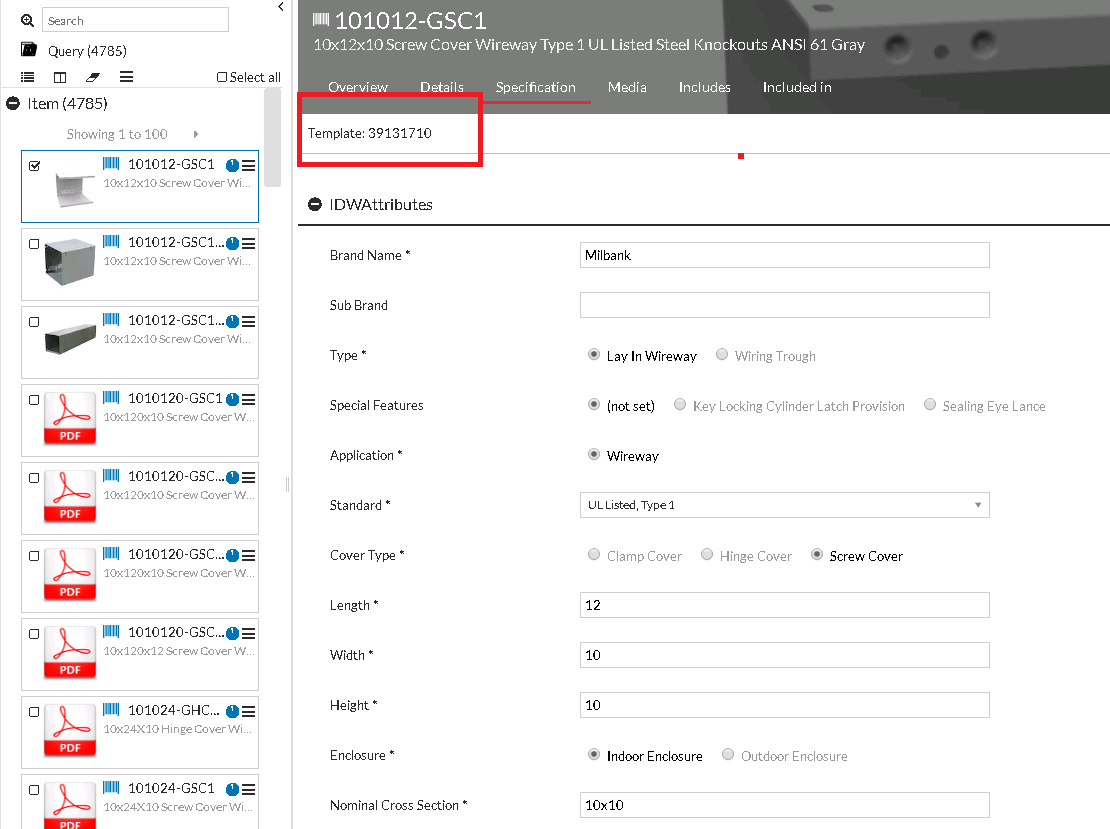 Search
Query (4785)
Select all
Item (4785)
Showing 1 to 100
101012-GSC1
10x12x10 Screw Cover Wi...
101012-GSC1...
10x12x10 Screw Cover Wi...
101012-GSC1...
10x12x10 Screw Cover Wi...
1010120-GSC1
10x120x10 Screw Cover W...
PDF
1010120-GSC...
10x120x10 Screw Cover W...
PDF
1010120-GSC...
10x120x10 Screw Cover W...
PDF
1010120-GSC...
10x120x12 Screw Cover W...
PDF
101024-GHC...
10x24X10 Hinge Cover Wi...
PDF
101024-GSC1
10x24X10 Screw Cover Wi...
PDF
101012-GSC1
10x12x10 Screw Cover Wireway Type 1 UL Listed Steel Knockouts ANSI 61 Gray
Overview Details Specification Media Includes Included in
Template: 39131710
IDWAttributes
Brand Name * Milbank
Sub Brand
Type * Lay In Wireway Wiring Trough
Special Features (not set) Key Locking Cylinder Latch Provision Sealing Eye Lance
Application * Wireway
Standard * UL Listed, Type 1
Cover Type * Clamp Cover Hinge Cover Screw Cover
Length * 12
Width * 10
Height * 10
Enclosure * Indoor Enclosure Outdoor Enclosure
Nominal Cross Section * 10x10